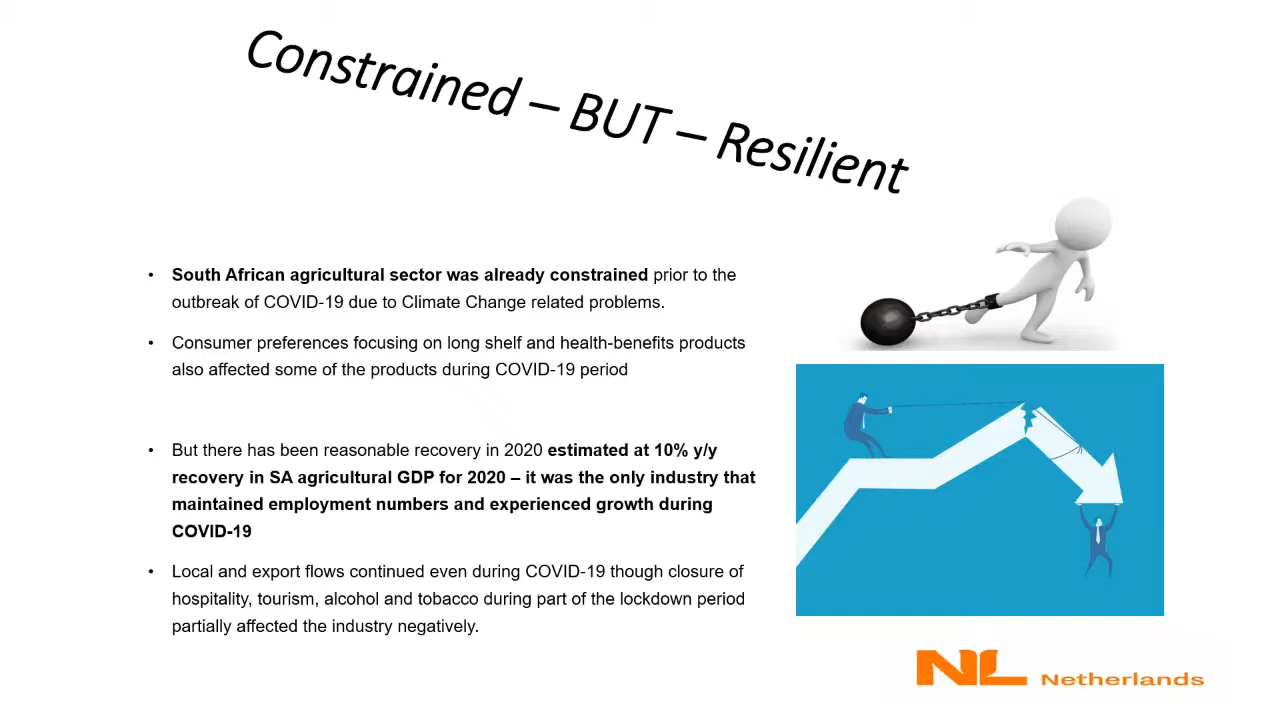 Constrained – BUT – Resilient
• South African agricultural sector was already constrained prior to the
outbreak of COVID-19 due to Climate Change related problems.
• Consumer preferences focusing on long shelf and health-benefits products
also affected some of the products during COVID-19 period
• But there has been reasonable recovery in 2020 estimated at 10% y/y
recovery in SA agricultural GDP for 2020 – it was the only industry that
maintained employment numbers and experienced growth during
COVID-19
• Local and export flows continued even during COVID-19 though closure of
hospitality, tourism, alcohol and tobacco during part of the lockdown period
partially affected the industry negatively.
NL Netherlands